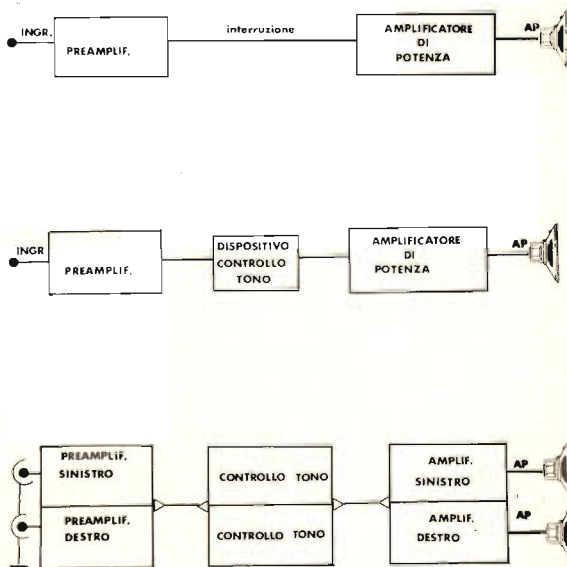 INGR.
PREAMPLIF.
interruzione
AMPLIFICATORE
DI
POTENZA
AP
INGR
PREAMPLIF.
DISPOSITIVO
CONTROLLO
TONO
AMPLIFICATORE
DI
POTENZA
AP
PREAMPLIF.
SINISTRO
CONTROLLO TONO
AMPLIF.
SINISTRO
AP
PREAMPLIF.
DESTRO
CONTROLLO TONO
AMPLIF.
DESTRO
AP